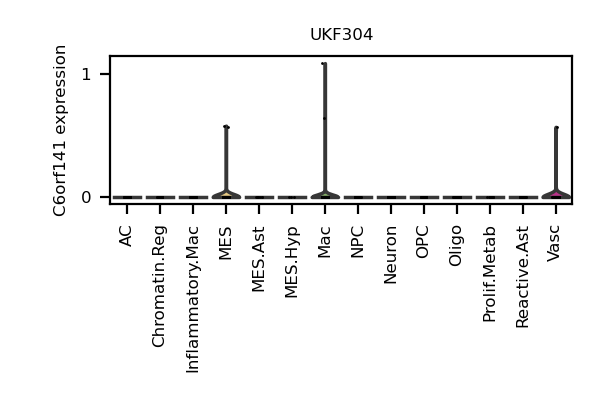 UKF304
C6orf141 expression
1
0
AC
Chromatin.Reg
Inflammatory.Mac
MES
MES.Ast
MES.Hyp
Mac
NPC
Neuron
OPC
Oligo
Prolif.Metab
Reactive.Ast
Vasc